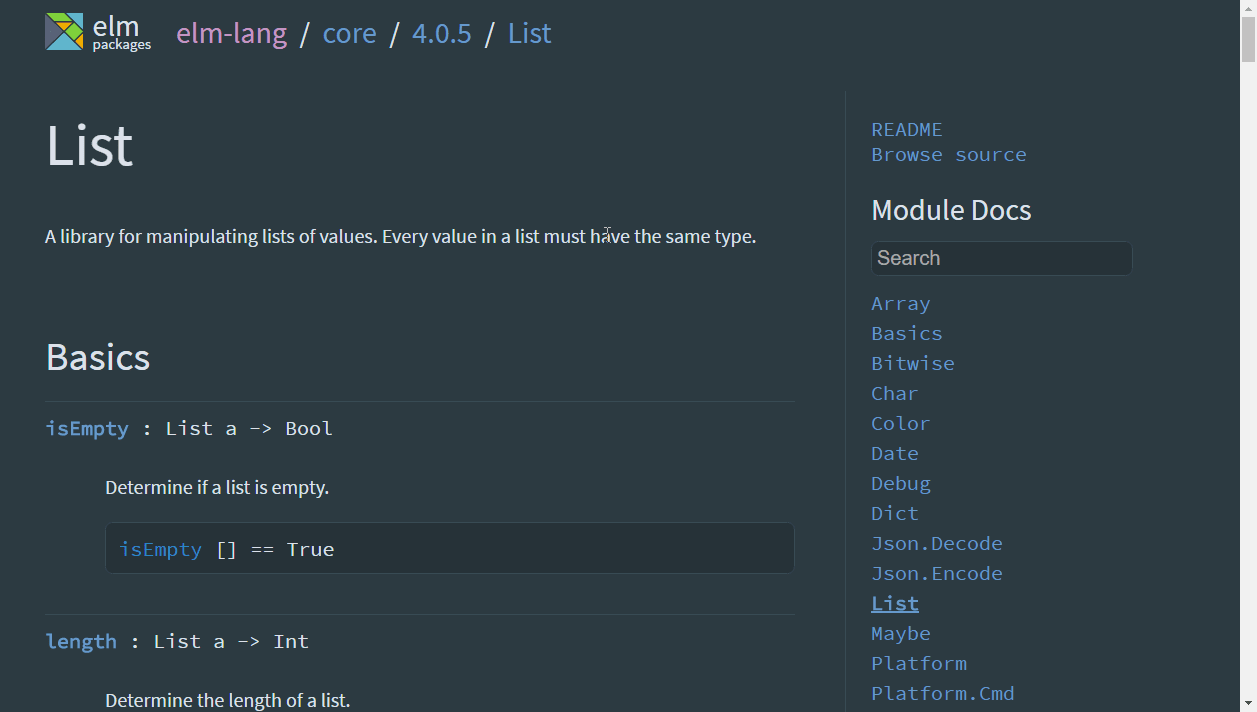 elm
packages
elm-lang / core / 4.0.5 / List
List
A library for manipulating lists of values. Every value in a list must have the same type.
Basics
isEmpty : List a -> Bool
Determine if a list is empty.
isEmpty [] == True
length : List a -> Int
Determine the length of a list.
README
Browse source
Module Docs
Search
Array
Basics
Bitwise
Char
Color
Date
Debug
Dict
Json.Decode
Json.Encode
List
Maybe
Platform
Platform.Cmd